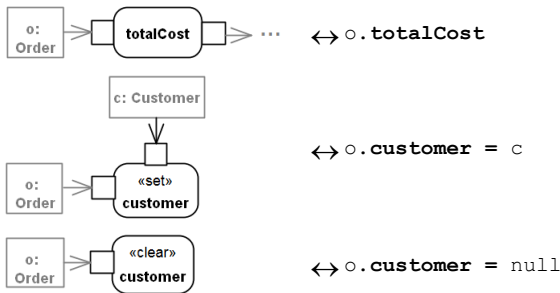 o:
Order
totalCost
...
↔ o.totalCost
c: Customer
o:
Order
«set»
customer
↔ o.customer = c
o:
Order
«clear»
customer
↔ o.customer = null